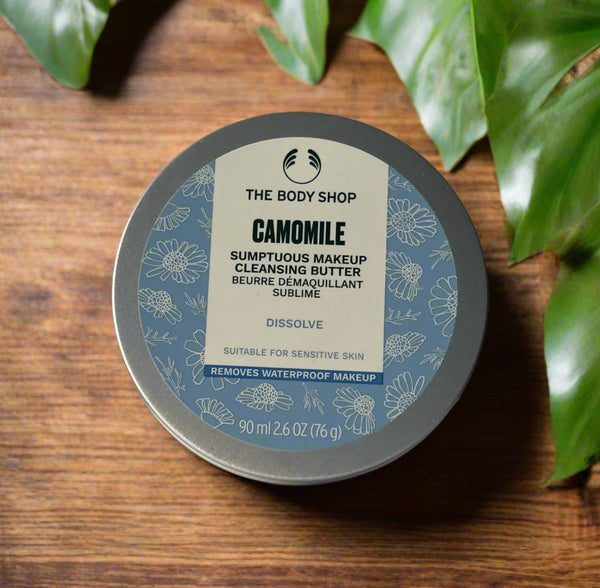 THE BODY SHOP
CAMOMILE
SUMPTUOUS MAKEUP
CLEANSING BUTTER
BEURRE DÉMAQUILLANT
SUBLIME
DISSOLVE
SUITABLE FOR SENSITIVE SKIN
REMOVES WATERPROOF MAKEUP
90 ml 2.6 OZ (76 g)